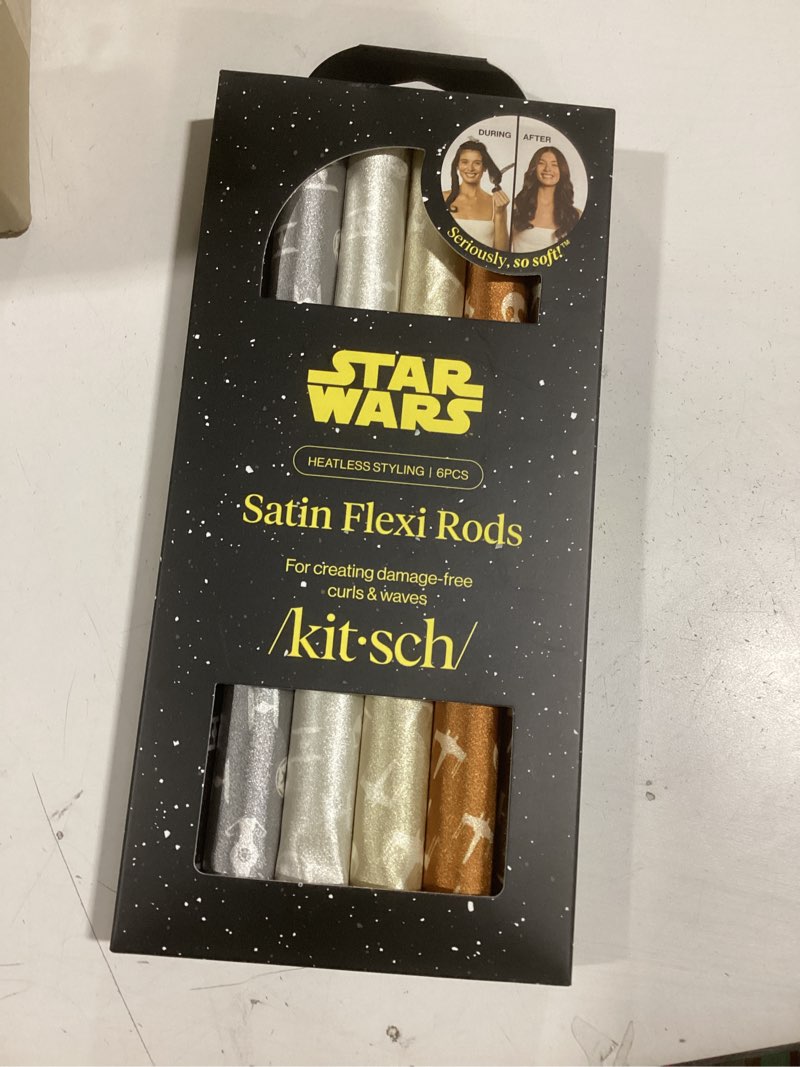 DURING
AFTER
Seriously, so soft!™
STAR
WARS
HEATLESS STYLING | 6PCS
Satin Flexi Rods
For creating damage-free
curls & waves
/kit·sch/